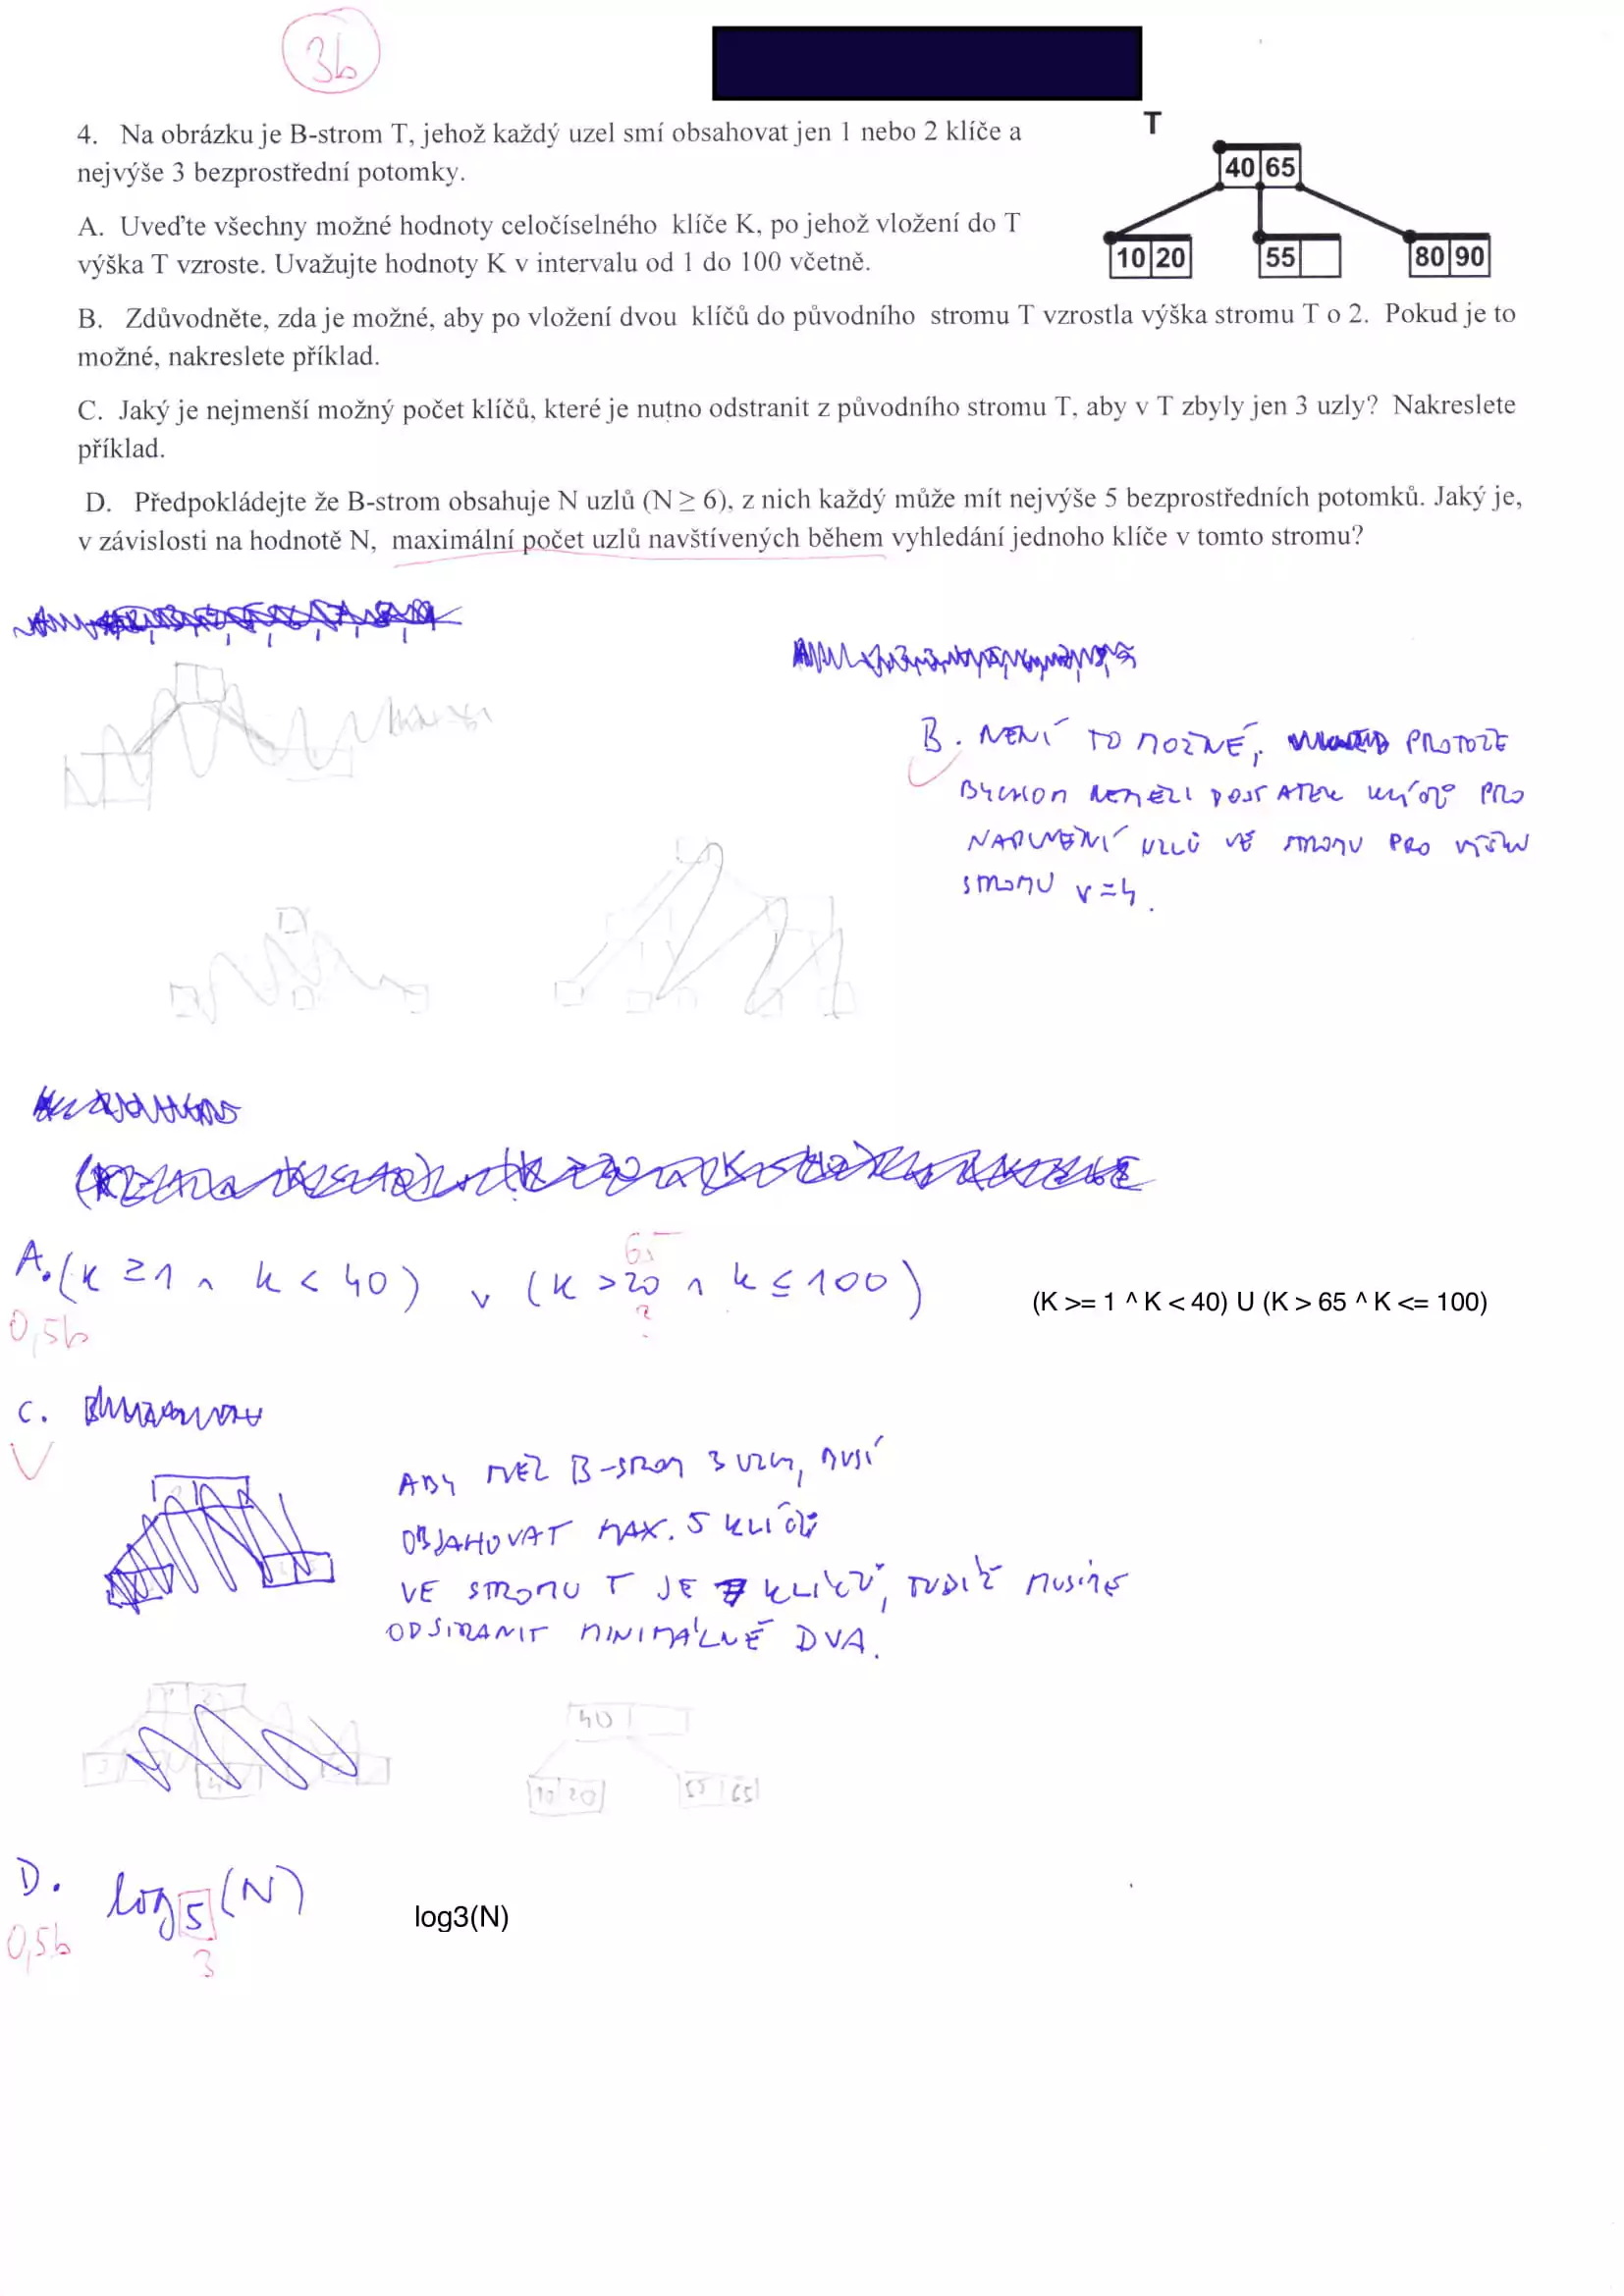 3b
T
40 65
10 20 55 80 90
4. Na obrázku je B-strom T, jehož každý uzel smí obsahovat jen 1 nebo 2 klíče a
nejvýše 3 bezprostřední potomky.
A. Uveďte všechny možné hodnoty celočíselného klíče K, po jehož vložení do T
výška T vzroste. Uvažujte hodnoty K v intervalu od 1 do 100 včetně.
B. Zdůvodněte, zda je možné, aby po vložení dvou klíčů do původního stromu T vzrostla výška stromu T o 2. Pokud je to
možné, nakreslete příklad.
C. Jaký je nejmenší možný počet klíčů, které je nutno odstranit z původního stromu T, aby v T zbyly jen 3 uzly? Nakreslete
příklad.
D. Předpokládejte že B-strom obsahuje N uzlů (N ≥ 6), z nich každý může mít nejvýše 5 bezprostředních potomků. Jaký je,
v závislosti na hodnotě N, maximální počet uzlů navštívených během vyhledání jednoho klíče v tomto stromu?
B. NENÍ TO MOŽNÉ, PROTOŽE
BYCHOM NEMĚLI DOSTATEK KLÍČŮ PRO
NAPLNĚNÍ UZLŮ VE STROMU PRO VÝŠKU
STROMU v = 4.
65
A. (K ≥ 1 ∧ K < 40) ∨ (K > 20 ∧ K ≤ 100)
?
0,5b
(K >= 1 ^ K < 40) U (K > 65 ^ K <= 100)
C.
ABY MĚL B-STROM 3 UZLY, MUSÍ
OBSAHOVAT MAX. 5 KLÍČŮ
VE STROMU T JE 7 KLÍČŮ, TUDÍŽ MUSÍME
ODSTRANIT MINIMÁLNĚ DVA.
40
10 20 55 65
D. log5(N)
3
0,5b
log3(N)